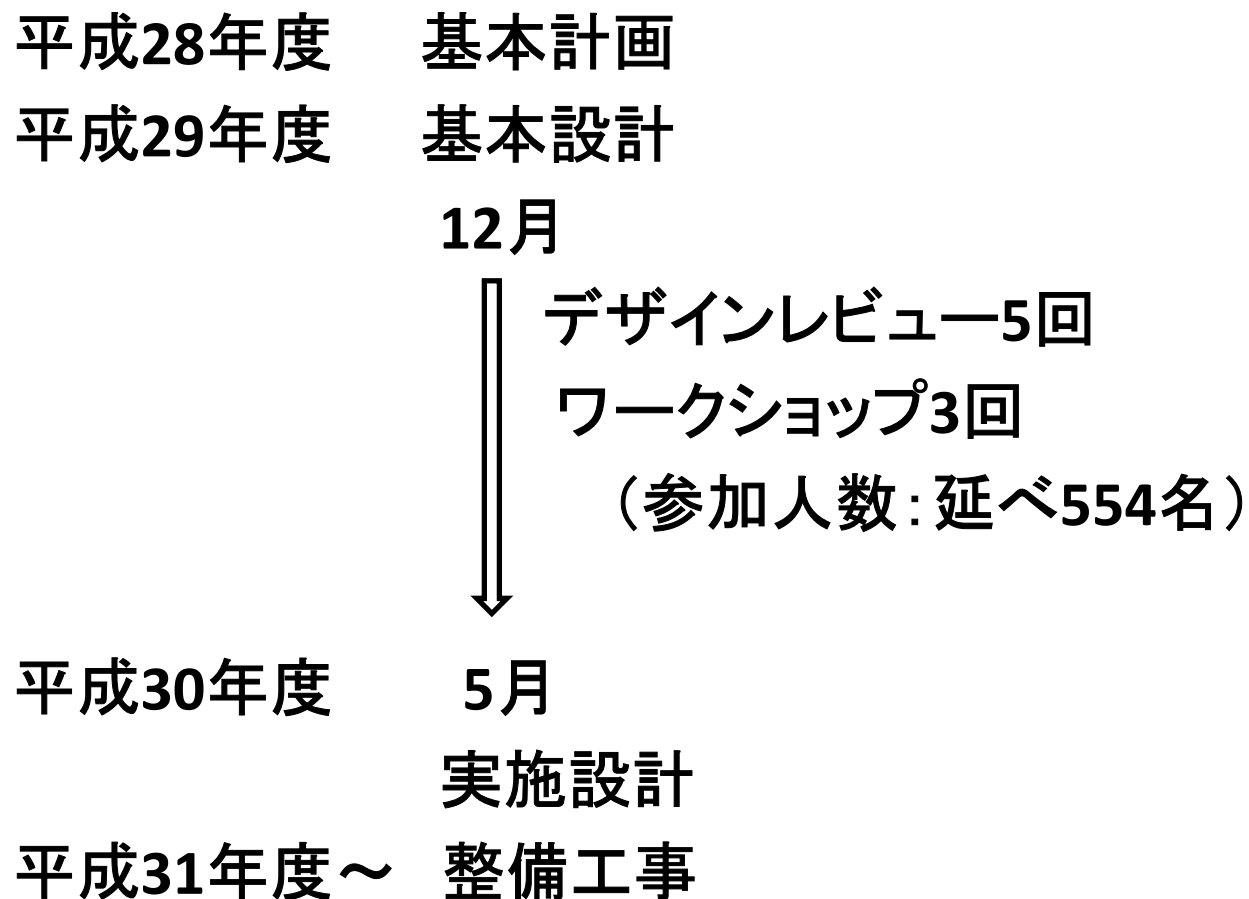 平成28年度　基本計画
平成29年度　基本設計
12月
デザインレビュー5回
ワークショップ3回
（参加人数：延べ554名）
平成30年度　5月
実施設計
平成31年度～　整備工事